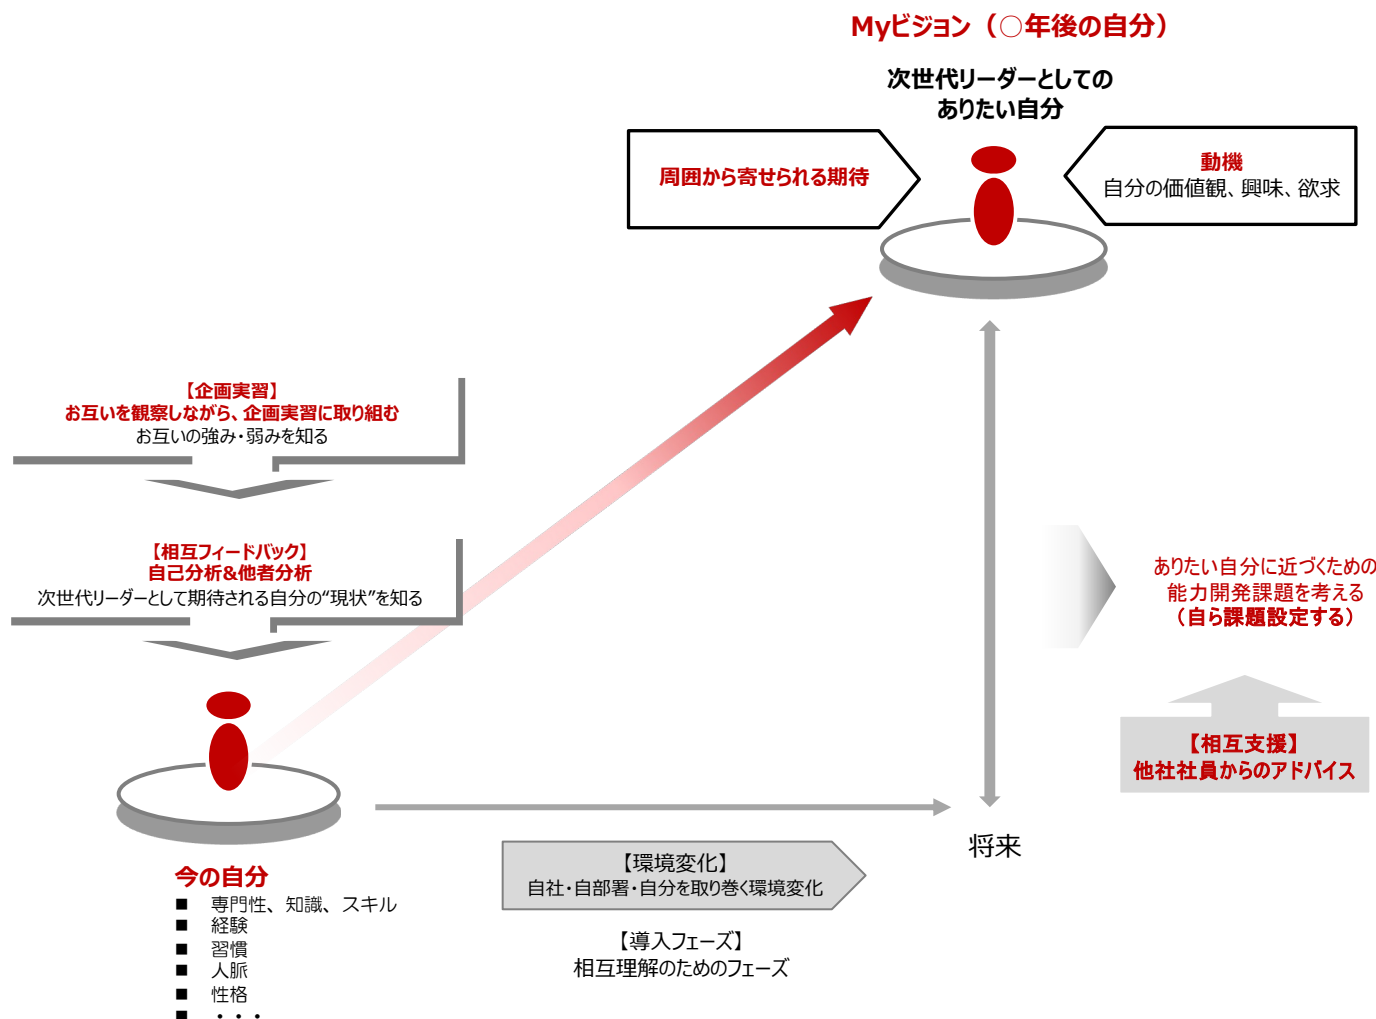 Myビジョン（○年後の自分）
次世代リーダーとしての
ありたい自分
周囲から寄せられる期待
動機
自分の価値観、興味、欲求
【企画実習】
お互いを観察しながら、企画実習に取り組む
お互いの強み・弱みを知る
【相互フィードバック】
自己分析&他者分析
次世代リーダーとして期待される自分の“現状”を知る
ありたい自分に近づくための
能力開発課題を考える
（自ら課題設定する）
【相互支援】
他社社員からのアドバイス
将来
【環境変化】
自社・自部署・自分を取り巻く環境変化
【導入フェーズ】
相互理解のためのフェーズ
今の自分
■ 専門性、知識、スキル
■ 経験
■ 習慣
■ 人脈
■ 性格
■ ・・・